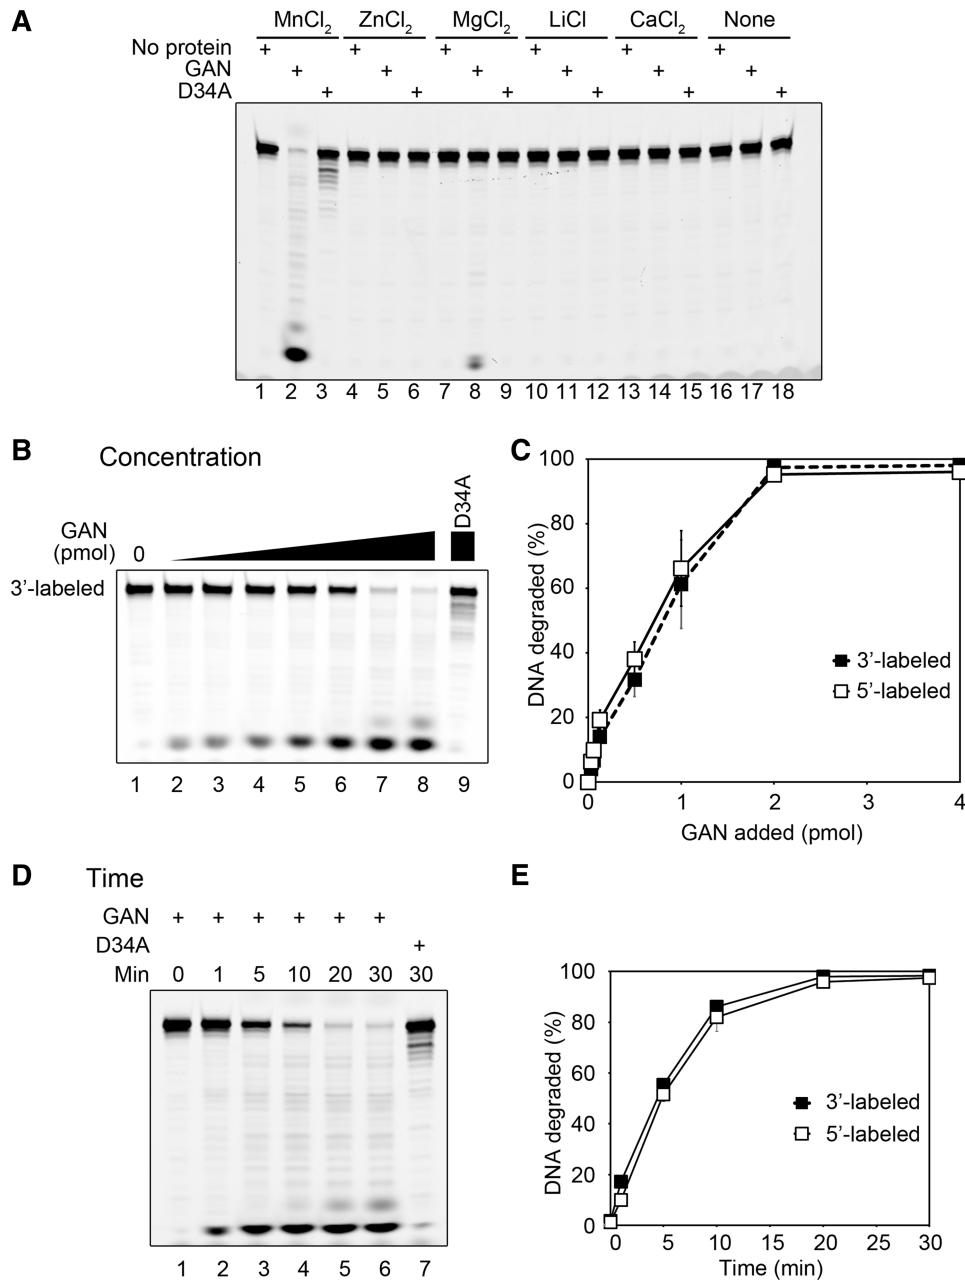 A
MnCl2 ZnCl2 MgCl2 LiCl CaCl2 None
No protein + + + + + +
GAN + + + + + +
D34A + + + + + +
1 2 3 4 5 6 7 8 9 10 11 12 13 14 15 16 17 18
B
Concentration
GAN
(pmol) 0 D34A
3'-labeled
1 2 3 4 5 6 7 8 9
C
DNA degraded (%)
100
80
60
40
20
0
0 1 2 3 4
GAN added (pmol)
3'-labeled
5'-labeled
D
Time
GAN + + + + + +
D34A +
Min 0 1 5 10 20 30 30
1 2 3 4 5 6 7
E
DNA degraded (%)
100
80
60
40
20
0
0 5 10 15 20 25 30
Time (min)
3'-labeled
5'-labeled